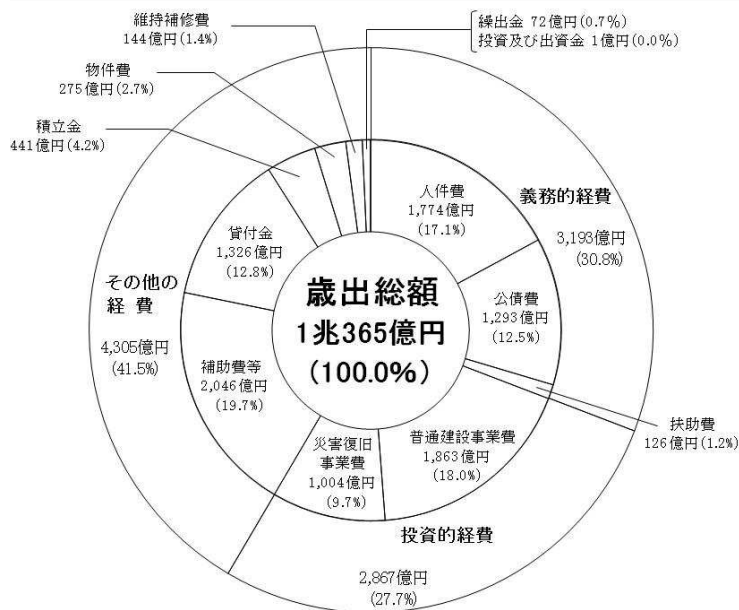 維持補修費
144億円(1.4%)
繰出金 72億円(0.7%)
投資及び出資金 1億円(0.0%)
物件費
275億円(2.7%)
積立金
441億円(4.2%)
人件費
1,774億円
(17.1%)
義務的経費
3,193億円
(30.8%)
貸付金
1,326億円
(12.8%)
公債費
1,293億円
(12.5%)
歳出総額
1兆365億円
(100.0%)
その他の
経 費
4,305億円
(41.5%)
補助費等
2,046億円
(19.7%)
扶助費
126億円(1.2%)
普通建設事業費
1,863億円
(18.0%)
災害復旧
事業費
1,004億円
(9.7%)
投資的経費
2,867億円
(27.7%)